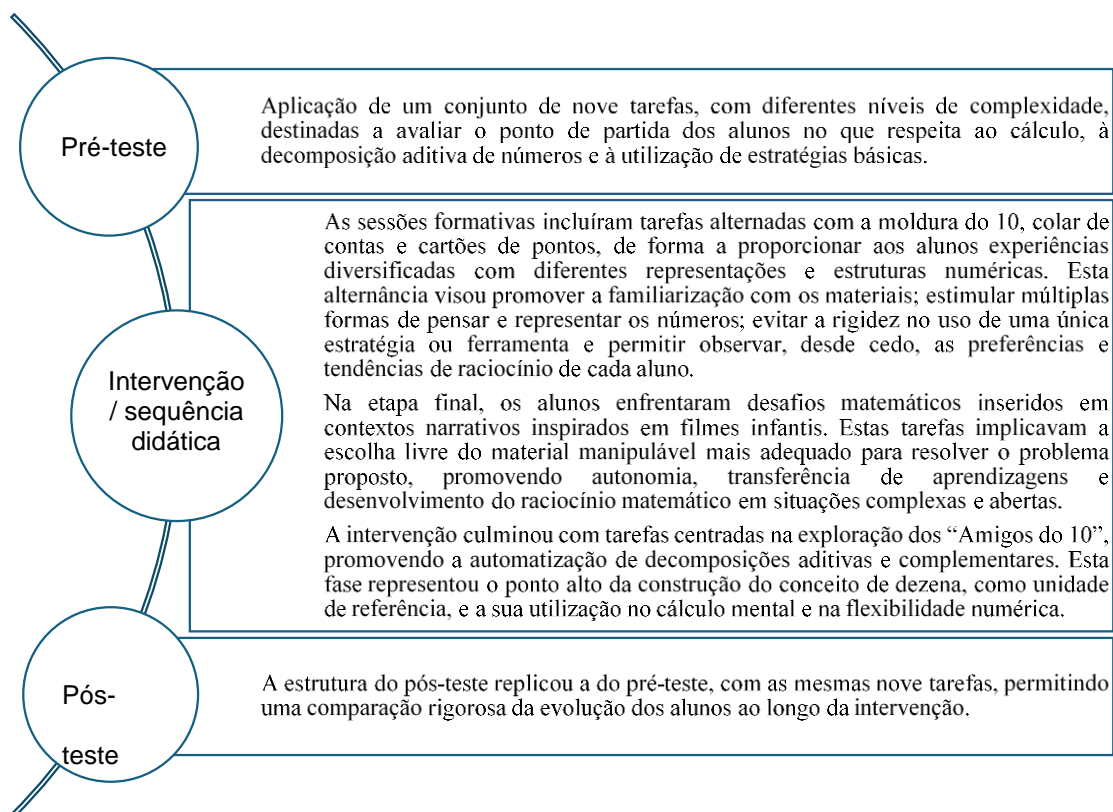 Pré-teste
Aplicação de um conjunto de nove tarefas, com diferentes níveis de complexidade,
destinadas a avaliar o ponto de partida dos alunos no que respeita ao cálculo, à
decomposição aditiva de números e à utilização de estratégias básicas.
Intervenção
/ sequência
didática
As sessões formativas incluíram tarefas alternadas com a moldura do 10, colar de
contas e cartões de pontos, de forma a proporcionar aos alunos experiências
diversificadas com diferentes representações e estruturas numéricas. Esta
alternância visou promover a familiarização com os materiais; estimular múltiplas
formas de pensar e representar os números; evitar a rigidez no uso de uma única
estratégia ou ferramenta e permitir observar, desde cedo, as preferências e
tendências de raciocínio de cada aluno.
Na etapa final, os alunos enfrentaram desafios matemáticos inseridos em
contextos narrativos inspirados em filmes infantis. Estas tarefas implicavam a
escolha livre do material manipulável mais adequado para resolver o problema
proposto, promovendo autonomia, transferência de aprendizagens e
desenvolvimento do raciocínio matemático em situações complexas e abertas.
A intervenção culminou com tarefas centradas na exploração dos “Amigos do 10”,
promovendo a automatização de decomposições aditivas e complementares. Esta
fase representou o ponto alto da construção do conceito de dezena, como unidade
de referência, e a sua utilização no cálculo mental e na flexibilidade numérica.
Pós-
teste
A estrutura do pós-teste replicou a do pré-teste, com as mesmas nove tarefas, permitindo
uma comparação rigorosa da evolução dos alunos ao longo da intervenção.